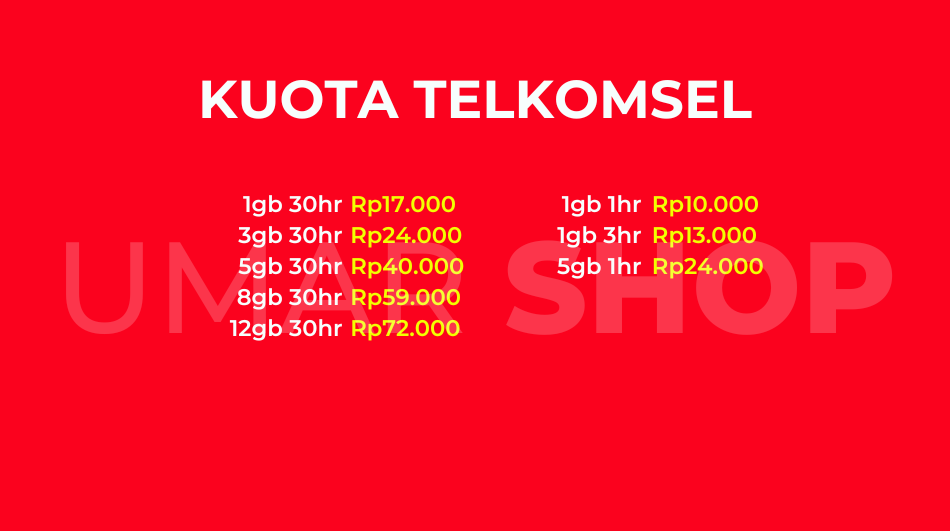 KUOTA TELKOMSEL
1gb 30hr Rp17.000
3gb 30hr Rp24.000
5gb 30hr Rp40.000
8gb 30hr Rp59.000
12gb 30hr Rp72.000
1gb 1hr Rp10.000
1gb 3hr Rp13.000
5gb 1hr Rp24.000
UMAR SHOP